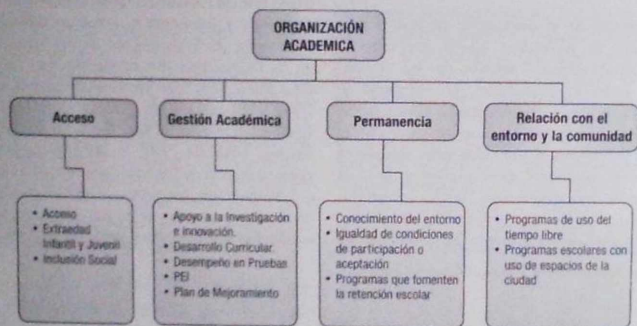 ORGANIZACIÓN
ACADEMICA
Acceso
Gestión Académica
Permanencia
Relación con el
entorno y la comunidad
• Acceso
• Extraedad
Infantil y Juvenil
• Inclusión Social
• Apoyo a la Investigación
e innovación.
• Desarrollo Curricular.
• Desempeño en Pruebas.
• PEI
• Plan de Mejoramiento
• Conocimiento del entorno
• Igualdad de condiciones
de participación o
aceptación
• Programas que fomenten
la retención escolar
• Programas de uso del
tiempo libre
• Programas escolares con
uso de espacios de la
ciudad